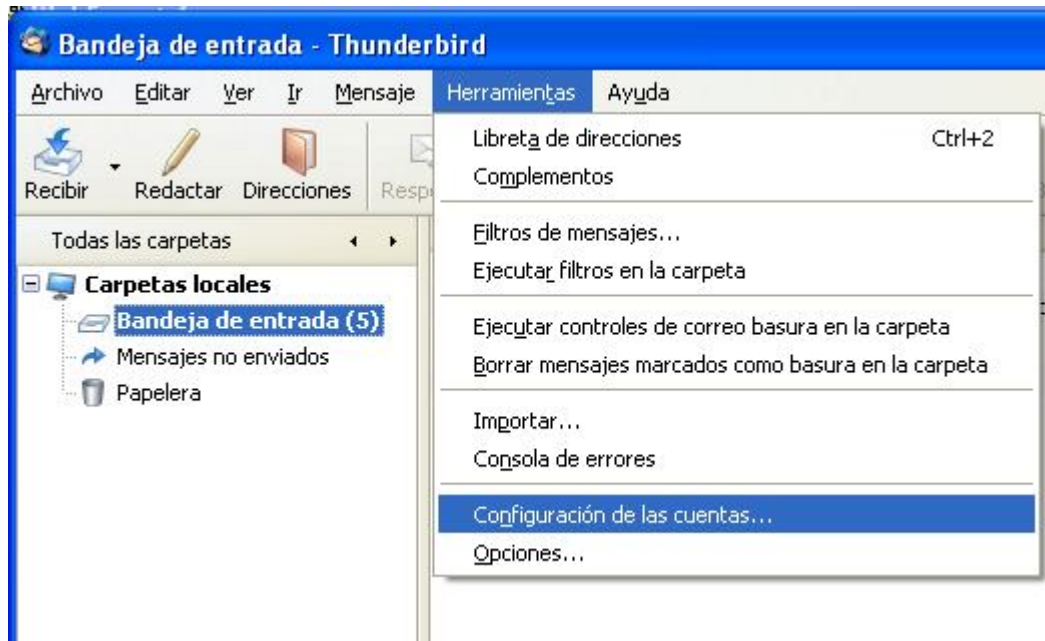 Bandeja de entrada - Thunderbird
Archivo Editar Ver Ir Mensaje Herramientas Ayuda
Recibir Redactar Direcciones Resp
Todas las carpetas
Carpetas locales
Bandeja de entrada (5)
Mensajes no enviados
Papelera
Libreta de direcciones Ctrl+2
Complementos
Filtros de mensajes...
Ejecutar filtros en la carpeta
Ejecutar controles de correo basura en la carpeta
Borrar mensajes marcados como basura en la carpeta
Importar...
Consola de errores
Configuración de las cuentas...
Opciones...